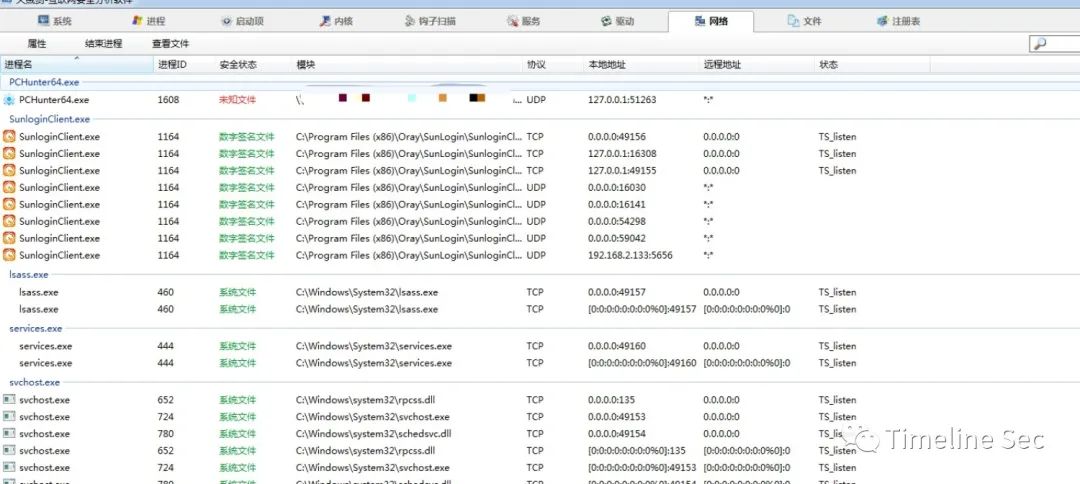 火绒剑-互联网安全分析软件
系统 进程 启动项 内核 钩子扫描 服务 驱动 网络 文件 注册表
属性 结束进程 查看文件
进程名 进程ID 安全状态 模块 协议 本地地址 远程地址 状态
PCHunter64.exe
PCHunter64.exe 1608 未知文件 \ ... UDP 127.0.0.1:51263 *:*
SunloginClient.exe
SunloginClient.exe 1164 数字签名文件 C:\Program Files (x86)\Oray\SunLogin\SunloginCl... TCP 0.0.0.0:49156 0.0.0.0:0 TS_listen
SunloginClient.exe 1164 数字签名文件 C:\Program Files (x86)\Oray\SunLogin\SunloginCl... TCP 127.0.0.1:16308 0.0.0.0:0 TS_listen
SunloginClient.exe 1164 数字签名文件 C:\Program Files (x86)\Oray\SunLogin\SunloginCl... TCP 127.0.0.1:49155 0.0.0.0:0 TS_listen
SunloginClient.exe 1164 数字签名文件 C:\Program Files (x86)\Oray\SunLogin\SunloginCl... UDP 0.0.0.0:16030 *:*
SunloginClient.exe 1164 数字签名文件 C:\Program Files (x86)\Oray\SunLogin\SunloginCl... UDP 0.0.0.0:16141 *:*
SunloginClient.exe 1164 数字签名文件 C:\Program Files (x86)\Oray\SunLogin\SunloginCl... UDP 0.0.0.0:54298 *:*
SunloginClient.exe 1164 数字签名文件 C:\Program Files (x86)\Oray\SunLogin\SunloginCl... UDP 0.0.0.0:59042 *:*
SunloginClient.exe 1164 数字签名文件 C:\Program Files (x86)\Oray\SunLogin\SunloginCl... UDP 192.168.2.133:5656 *:*
lsass.exe
lsass.exe 460 系统文件 C:\Windows\System32\lsass.exe TCP 0.0.0.0:49157 0.0.0.0:0 TS_listen
lsass.exe 460 系统文件 C:\Windows\System32\lsass.exe TCP [0:0:0:0:0:0:0:0%0]:49157 [0:0:0:0:0:0:0:0%0]:0 TS_listen
services.exe
services.exe 444 系统文件 C:\Windows\System32\services.exe TCP 0.0.0.0:49160 0.0.0.0:0 TS_listen
services.exe 444 系统文件 C:\Windows\System32\services.exe TCP [0:0:0:0:0:0:0:0%0]:49160 [0:0:0:0:0:0:0:0%0]:0 TS_listen
svchost.exe
svchost.exe 652 系统文件 C:\Windows\system32\rpcss.dll TCP 0.0.0.0:135 0.0.0.0:0 TS_listen
svchost.exe 724 系统文件 C:\Windows\system32\svchost.exe TCP 0.0.0.0:49153 0.0.0.0:0 TS_listen
svchost.exe 780 系统文件 C:\Windows\system32\schedsvc.dll TCP 0.0.0.0:49154 0.0.0.0:0 TS_li
svchost.exe 652 系统文件 C:\Windows\system32\rpcss.dll TCP [0:0:0:0:0:0:0:0%0]:135 [0:0:0:0:0:0:0:0%0]:0 TS_listen
svchost.exe 724 系统文件 C:\Windows\system32\svchost.exe TCP [0:0:0:0:0:0:0:0%0]:49153 [0:0:0:0:0:0:0:0%0]:0 TS_listen
Timeline Sec